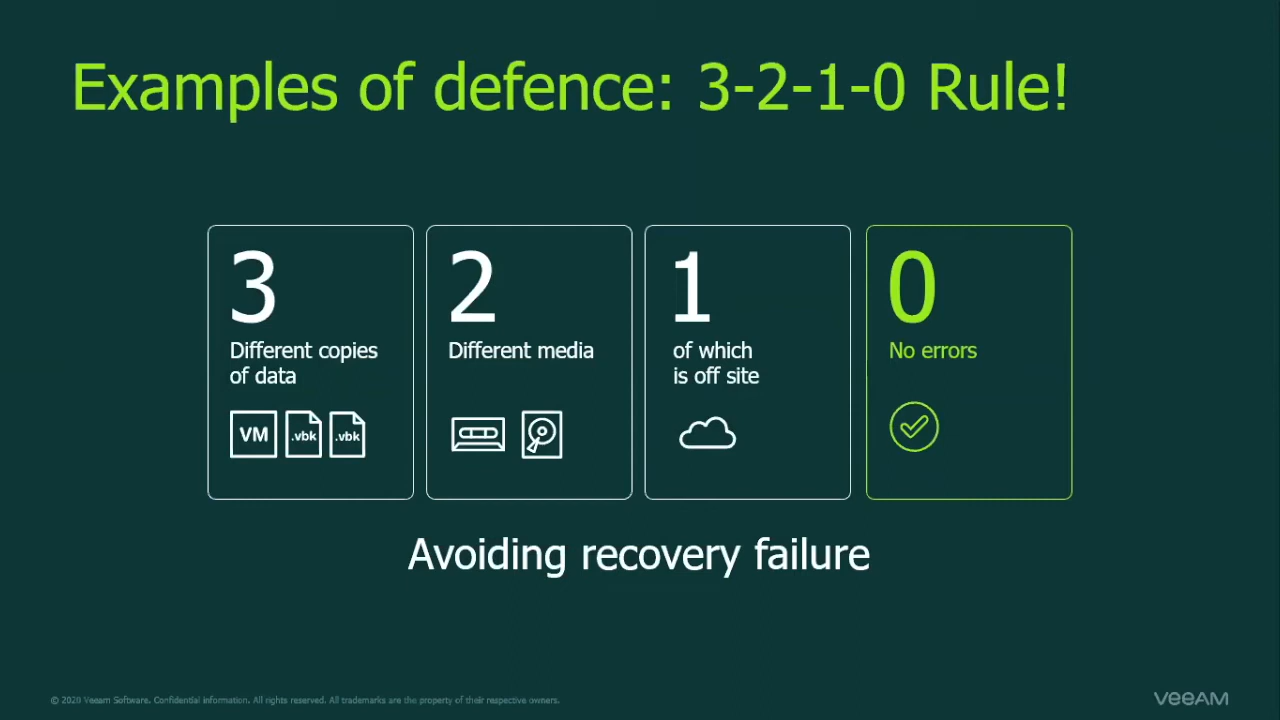 Examples of defence: 3-2-1-0 Rule!
3
Different copies
of data
VM
.vbk
.vbk
2
Different media
1
of which
is off site
0
No errors
Avoiding recovery failure
© 2020 Veeam Software. Confidential information. All rights reserved. All trademarks are the property of their respective owners.
VEEAM